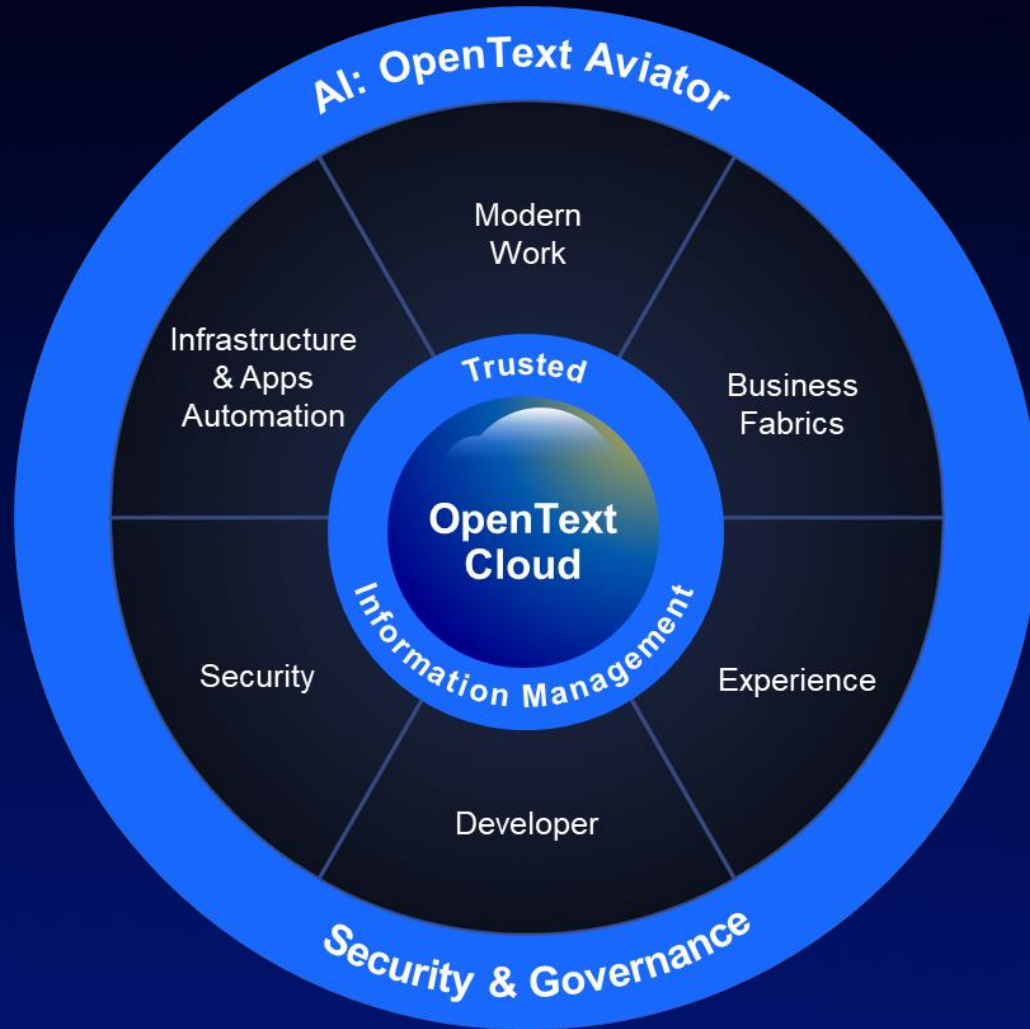 AI: OpenText Aviator
Modern
Work
Infrastructure
& Apps
Automation
Business
Fabrics
Trusted
OpenText
Cloud
Information Management
Security
Experience
Developer
Security & Governance